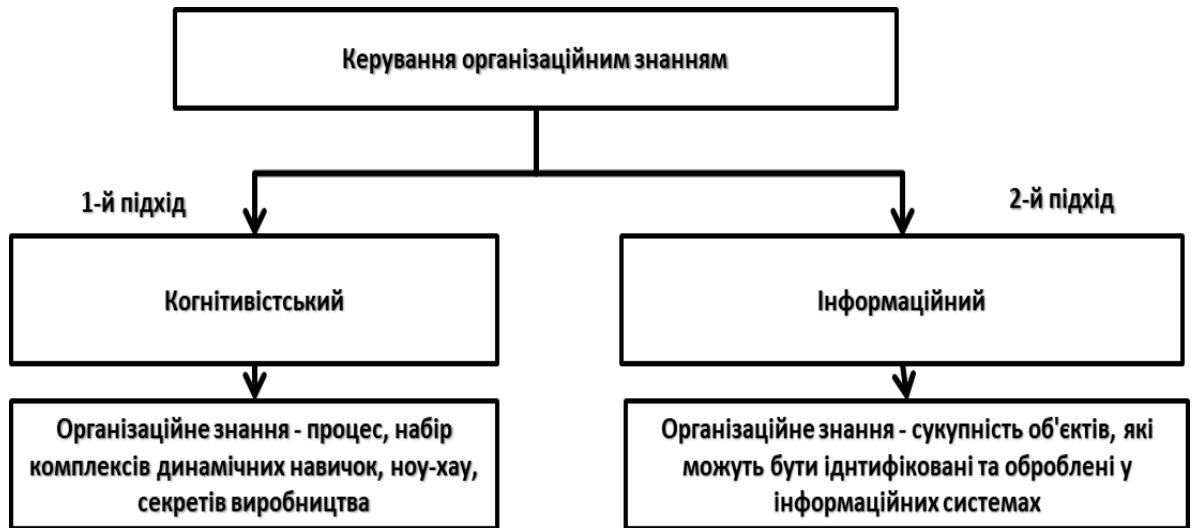 Керування організаційним знанням
1-й підхід
2-й підхід
Когнітивістський
Інформаційний
Організаційне знання - процес, набір
комплексів динамічних навичок, ноу-хау,
секретів виробництва
Організаційне знання - сукупність об'єктів, які
можуть бути іднтифіковані та оброблені у
інформаційних системах